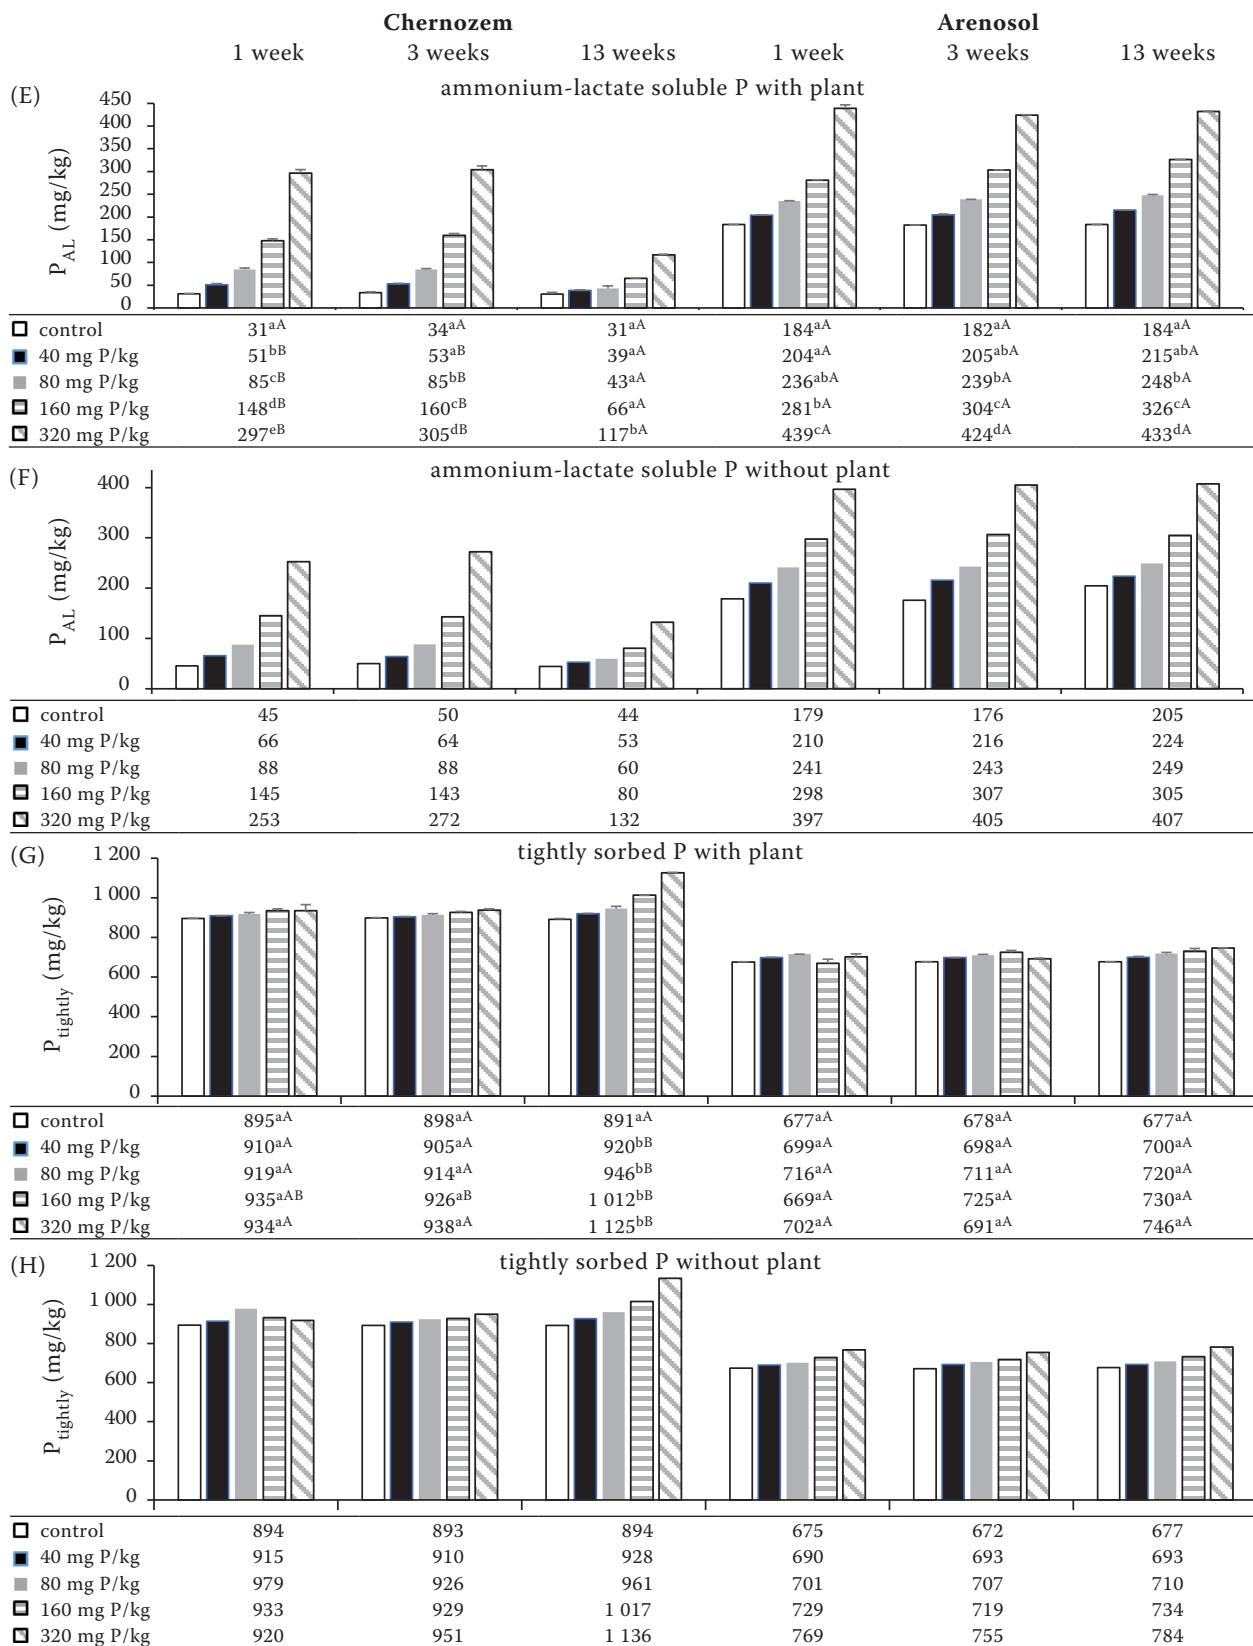 Chernozem Arenosol
1 week 3 weeks 13 weeks 1 week 3 weeks 13 weeks
(E) ammonium-lactate soluble P with plant
P_AL (mg/kg)
450
400
350
300
250
200
150
100
50
0
control 31^aA 34^aA 31^aA 184^aA 182^aA 184^aA
40 mg P/kg 51^bB 53^aB 39^aA 204^aA 205^abA 215^abA
80 mg P/kg 85^cB 85^bB 43^aA 236^abA 239^bA 248^bA
160 mg P/kg 148^dB 160^cB 66^aA 281^bA 304^cA 326^cA
320 mg P/kg 297^eB 305^dB 117^bA 439^cA 424^dA 433^dA
(F) ammonium-lactate soluble P without plant
P_AL (mg/kg)
400
300
200
100
0
control 45 50 44 179 176 205
40 mg P/kg 66 64 53 210 216 224
80 mg P/kg 88 88 60 241 243 249
160 mg P/kg 145 143 80 298 307 305
320 mg P/kg 253 272 132 397 405 407
(G) tightly sorbed P with plant
P_tightly (mg/kg)
1 200
1 000
800
600
400
200
0
control 895^aA 898^aA 891^aA 677^aA 678^aA 677^aA
40 mg P/kg 910^aA 905^aA 920^bB 699^aA 698^aA 700^aA
80 mg P/kg 919^aA 914^aA 946^bB 716^aA 711^aA 720^aA
160 mg P/kg 935^aAB 926^aB 1 012^bB 669^aA 725^aA 730^aA
320 mg P/kg 934^aA 938^aA 1 125^bB 702^aA 691^aA 746^aA
(H) tightly sorbed P without plant
P_tightly (mg/kg)
1 200
1 000
800
600
400
200
0
control 894 893 894 675 672 677
40 mg P/kg 915 910 928 690 693 693
80 mg P/kg 979 926 961 701 707 710
160 mg P/kg 933 929 1 017 729 719 734
320 mg P/kg 920 951 1 136 769 755 784